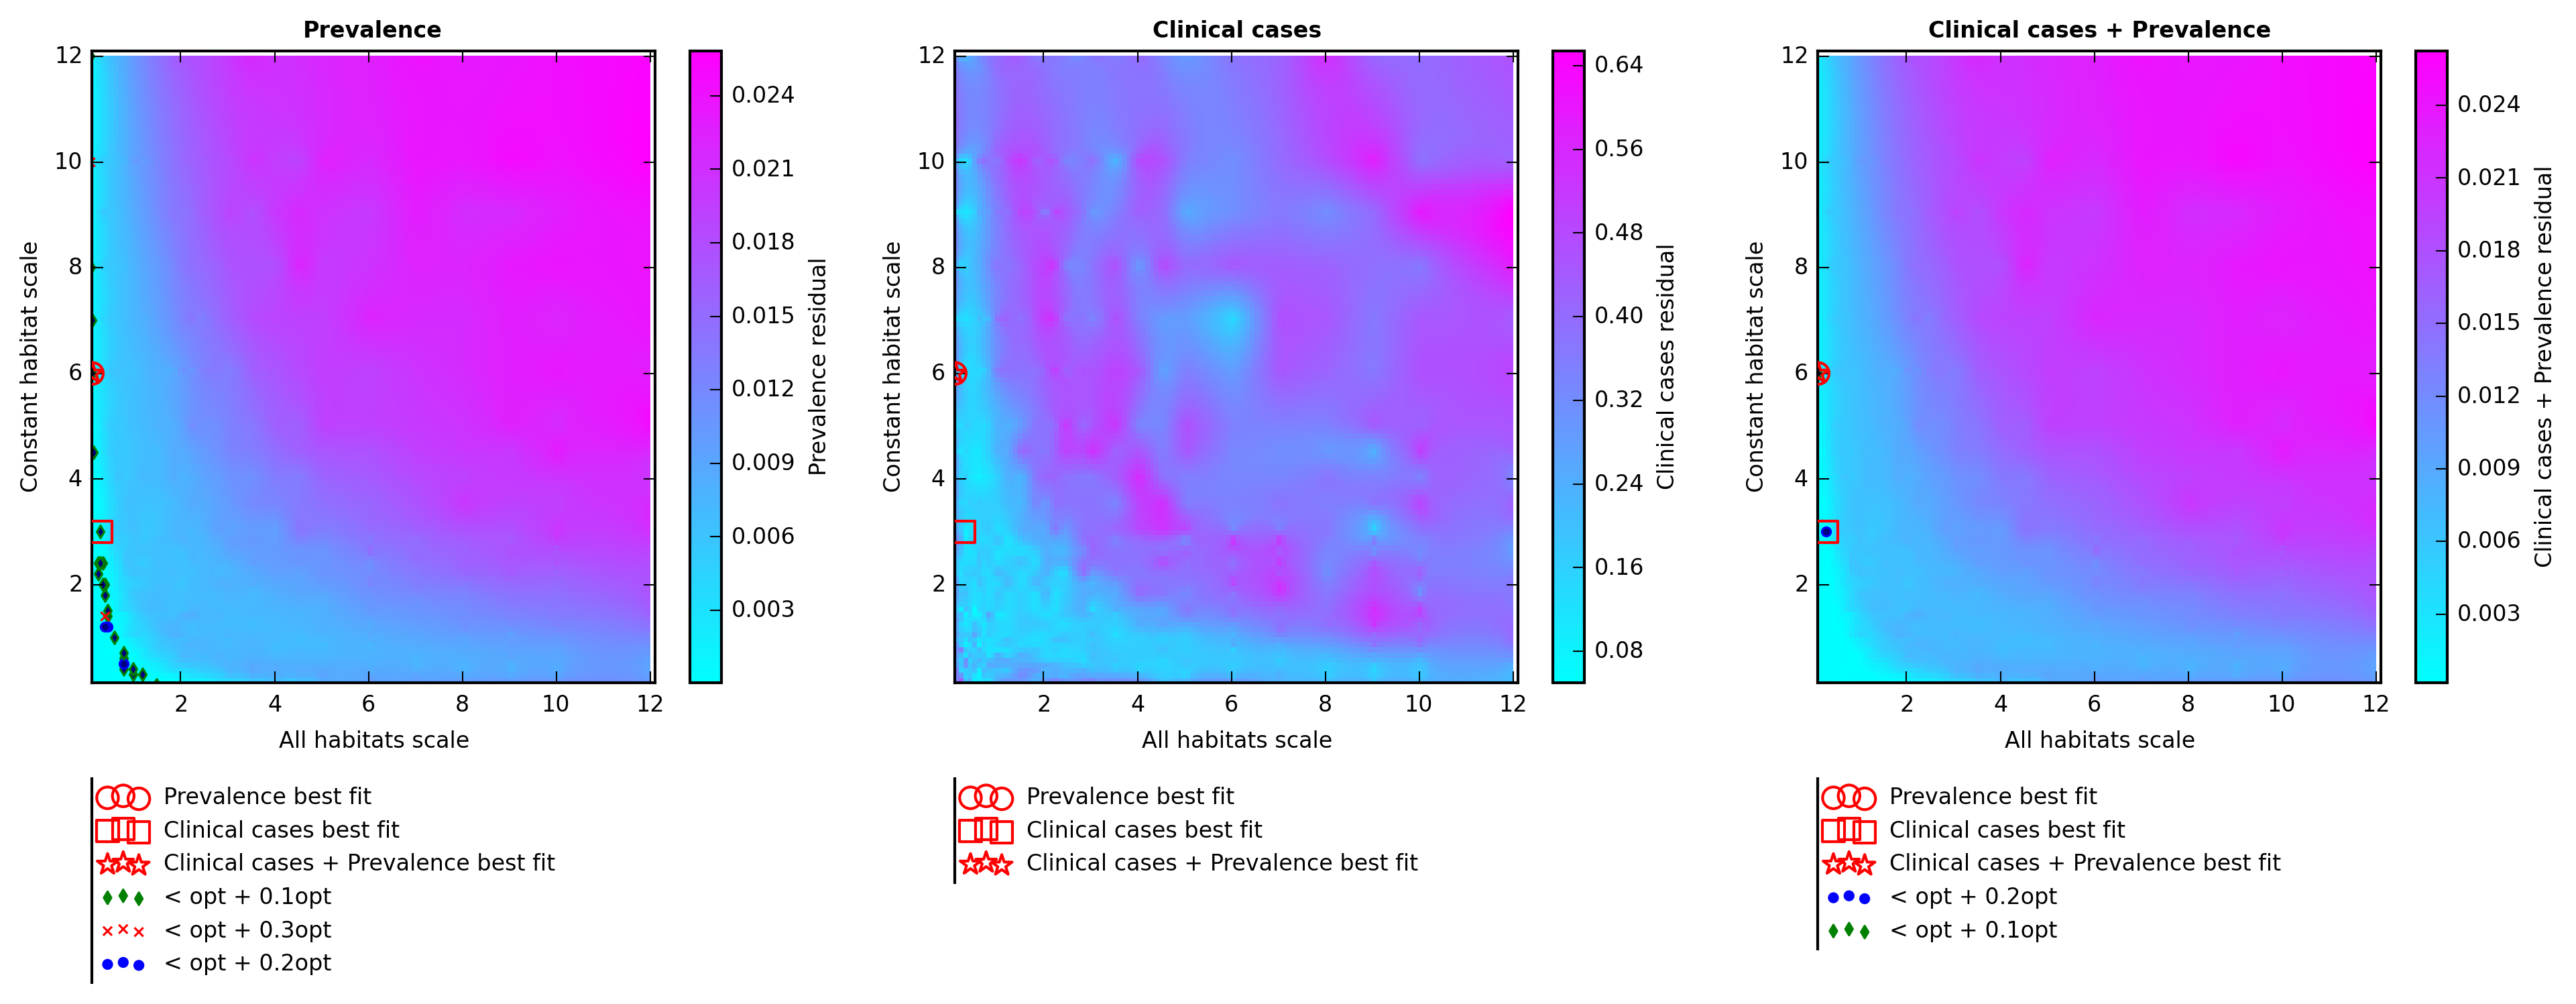 Prevalence
Clinical cases
Clinical cases + Prevalence
12
10
8
6
4
2
2 4 6 8 10 12
Constant habitat scale
All habitats scale
0.024
0.021
0.018
0.015
0.012
0.009
0.006
0.003
Prevalence residual
12
10
8
6
4
2
2 4 6 8 10 12
Constant habitat scale
All habitats scale
0.64
0.56
0.48
0.40
0.32
0.24
0.16
0.08
Clinical cases residual
12
10
8
6
4
2
2 4 6 8 10 12
Constant habitat scale
All habitats scale
0.024
0.021
0.018
0.015
0.012
0.009
0.006
0.003
Clinical cases + Prevalence residual
Prevalence best fit
Clinical cases best fit
Clinical cases + Prevalence best fit
< opt + 0.1opt
< opt + 0.3opt
< opt + 0.2opt
Prevalence best fit
Clinical cases best fit
Clinical cases + Prevalence best fit
Prevalence best fit
Clinical cases best fit
Clinical cases + Prevalence best fit
< opt + 0.2opt
< opt + 0.1opt